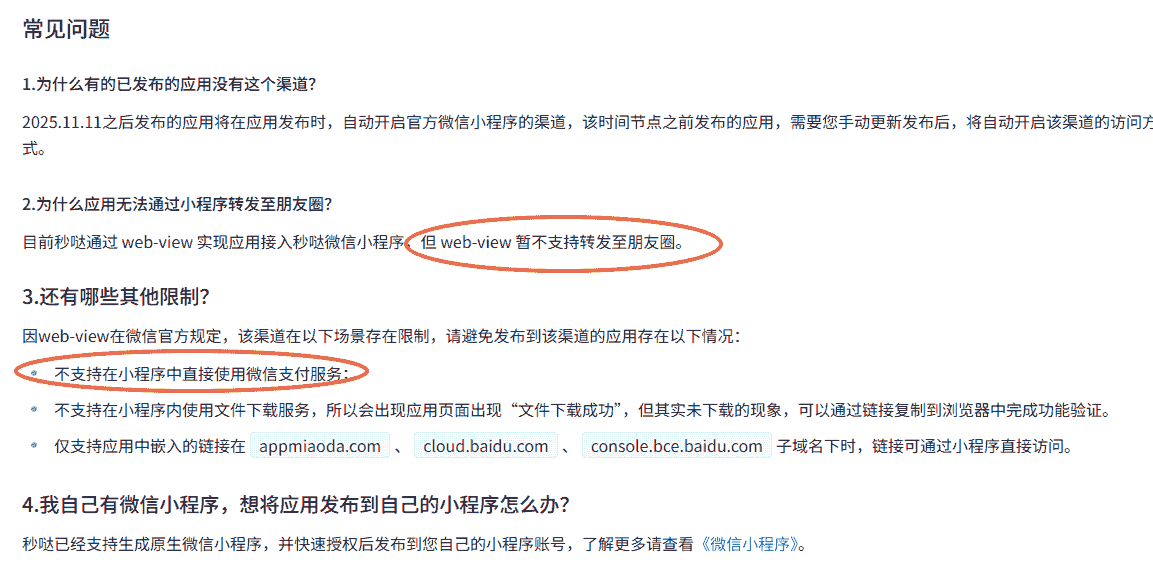 常见问题
1.为什么有的已发布的应用没有这个渠道？
2025.11.11之后发布的应用将在应用发布时，自动开启官方微信小程序的渠道，该时间节点之前发布的应用，需要您手动更新发布后，将自动开启该渠道的访问方
式。
2.为什么应用无法通过小程序转发至朋友圈？
目前秒哒通过 web-view 实现应用接入秒哒微信小程序，但 web-view 暂不支持转发至朋友圈。
3.还有哪些其他限制？
因web-view在微信官方规定，该渠道在以下场景存在限制，请避免发布到该渠道的应用存在以下情况：
不支持在小程序中直接使用微信支付服务；
不支持在小程序内使用文件下载服务，所以会出现应用页面出现“文件下载成功”，但其实未下载的现象，可以通过链接复制到浏览器中完成功能验证。
仅支持应用中嵌入的链接在 appmiaoda.com 、 cloud.baidu.com 、 console.bce.baidu.com 子域名下时，链接可通过小程序直接访问。
4.我自己有微信小程序，想将应用发布到自己的小程序怎么办？
秒哒已经支持生成原生微信小程序，并快速授权后发布到您自己的小程序账号，了解更多请查看《微信小程序》。